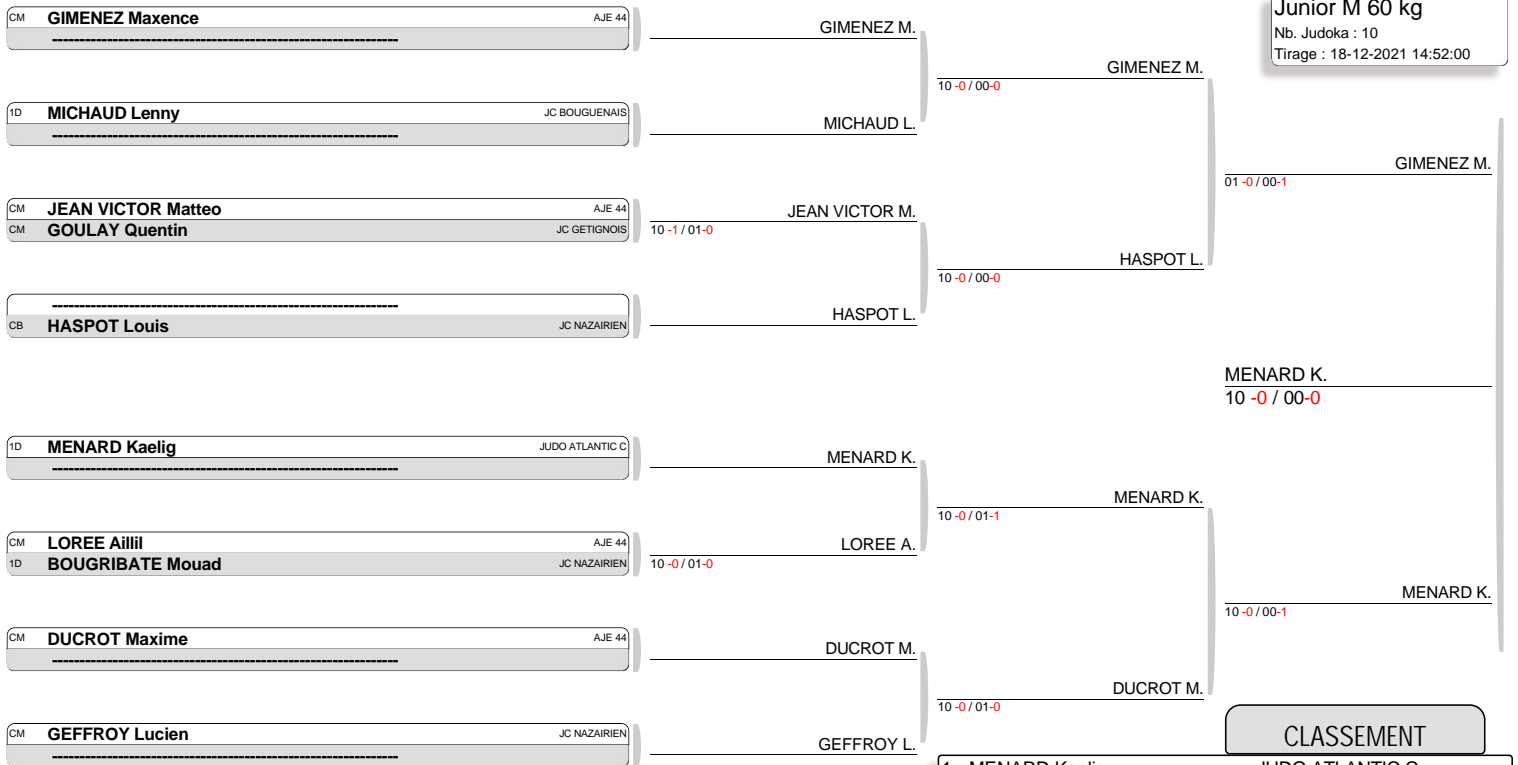 Junior M 60 kg
Nb. Judoka : 10
Tirage : 18-12-2021 14:52:00
CM GIMENEZ Maxence AJE 44
----------------------------------------------------------------------
GIMENEZ M.
GIMENEZ M.
10 -0 / 00-0
1D MICHAUD Lenny JC BOUGUENAIS
----------------------------------------------------------------------
MICHAUD L.
GIMENEZ M.
01 -0 / 00-1
CM JEAN VICTOR Matteo AJE 44
CM GOULAY Quentin JC GETIGNOIS
JEAN VICTOR M.
10 -1 / 01-0
HASPOT L.
10 -0 / 00-0
----------------------------------------------------------------------
CB HASPOT Louis JC NAZAIRIEN
HASPOT L.
MENARD K.
10 -0 / 00-0
1D MENARD Kaelig JUDO ATLANTIC C
----------------------------------------------------------------------
MENARD K.
MENARD K.
10 -0 / 01-1
CM LOREE Aillil AJE 44
1D BOUGRIBATE Mouad JC NAZAIRIEN
LOREE A.
10 -0 / 01-0
MENARD K.
10 -0 / 00-1
CM DUCROT Maxime AJE 44
----------------------------------------------------------------------
DUCROT M.
DUCROT M.
10 -0 / 01-0
CM GEFFROY Lucien JC NAZAIRIEN
----------------------------------------------------------------------
GEFFROY L.
CLASSEMENT